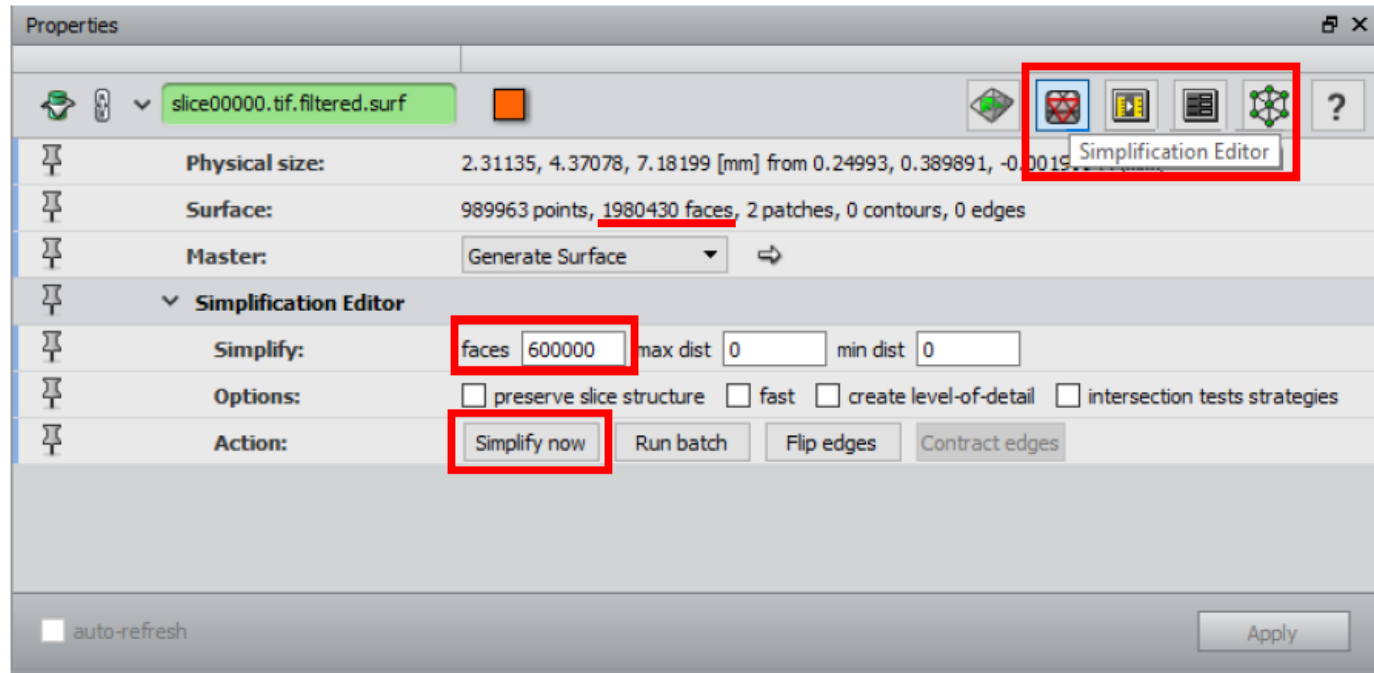 Properties
slice00000.tif.filtered.surf ?
Simplification Editor
Physical size: 2.31135, 4.37078, 7.18199 [mm] from 0.24993, 0.389891,
Surface: 989963 points, 1980430 faces, 2 patches, 0 contours, 0 edges
Master: Generate Surface
Simplification Editor
Simplify: faces 600000 max dist 0 min dist 0
Options: preserve slice structure fast create level-of-detail intersection tests strategies
Action: Simplify now Run batch Flip edges Contract edges
auto-refresh Apply